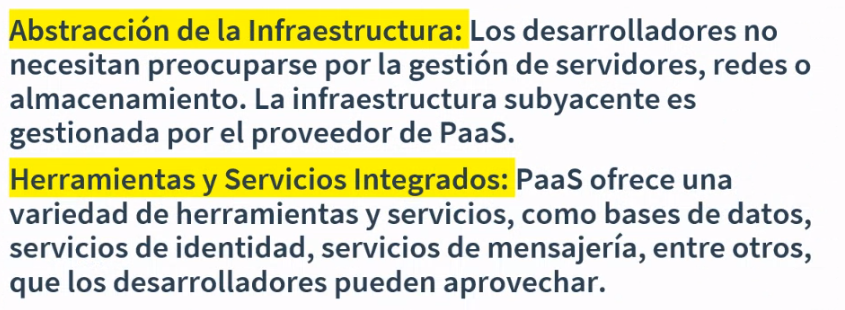 Abstracción de la Infraestructura: Los desarrolladores no
necesitan preocuparse por la gestión de servidores, redes o
almacenamiento. La infraestructura subyacente es
gestionada por el proveedor de PaaS.
Herramientas y Servicios Integrados: PaaS ofrece una
variedad de herramientas y servicios, como bases de datos,
servicios de identidad, servicios de mensajería, entre otros,
que los desarrolladores pueden aprovechar.